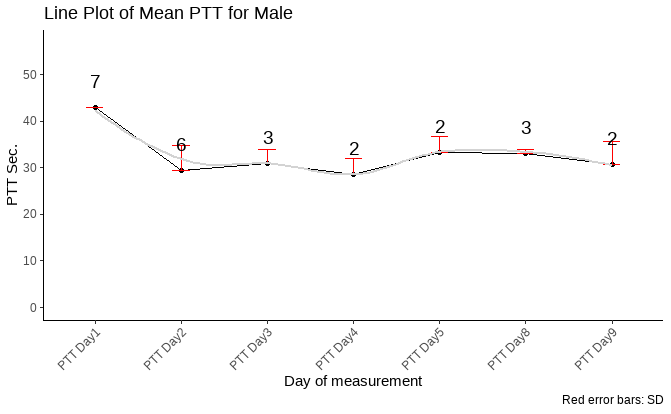 Line Plot of Mean PTT for Male
PTT Sec.
50
40
30
20
10
0
7
6
3
2
2
3
2
PTT Day1
PTT Day2
PTT Day3
PTT Day4
PTT Day5
PTT Day8
PTT Day9
Day of measurement
Red error bars: SD